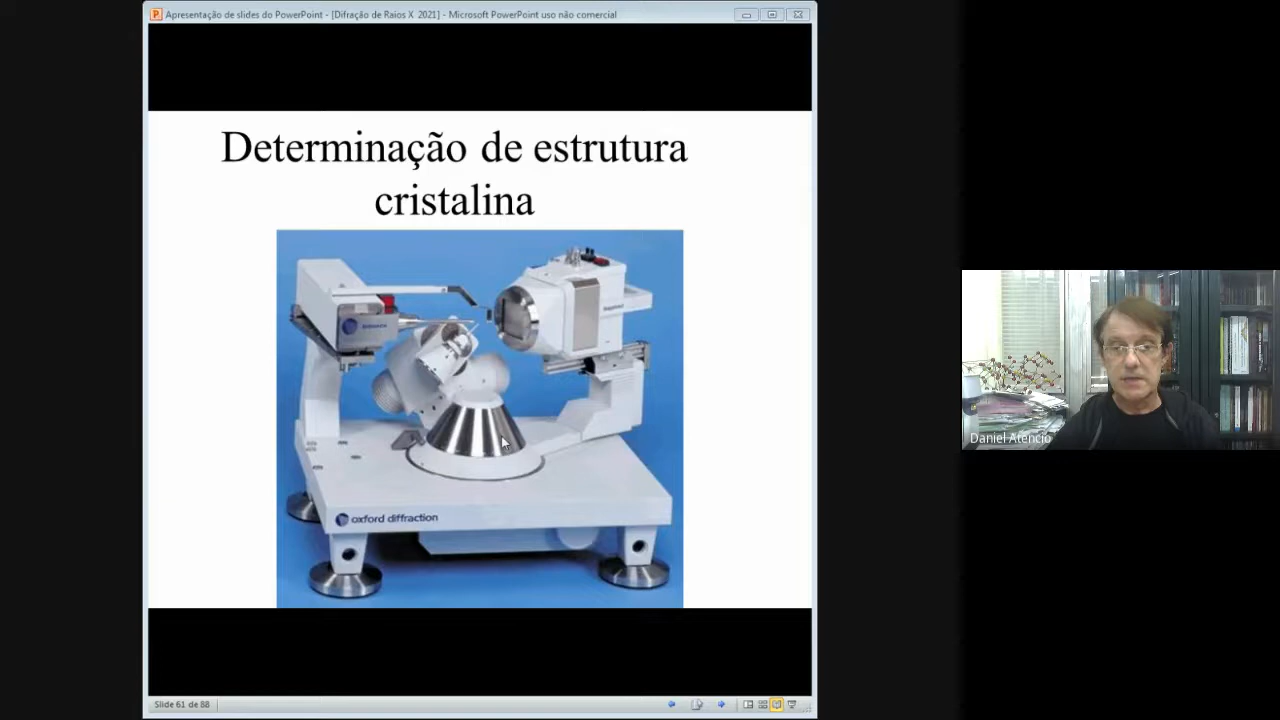 Apresentação de slides do PowerPoint - [Difração de Raios X 2021] - Microsoft PowerPoint uso não comercial
Determinação de estrutura
cristalina
oxford diffraction
Daniel Atencio
Slide 61 de 88